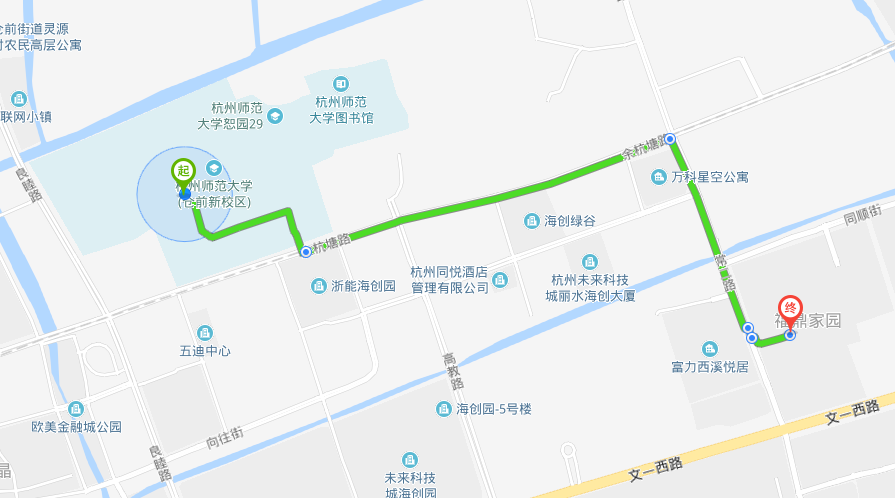 仓前街道灵源
村农民高层公寓
联网小镇
杭州师范
大学恕园29
杭州师范
大学图书馆
良睦路
起
杭州师范大学
(仓前新校区)
余杭塘路
万科星空公寓
杭塘路
海创绿谷
同顺街
浙能海创园
杭州同悦酒店
管理有限公司
杭州未来科技
城丽水海创大厦
常二路
终
福鼎家园
五迪中心
高教路
富力西溪悦居
欧美金融城公园
向往街
海创园-5号楼
文一西路
良睦路
晶
未来科技
城海创园
文一西路